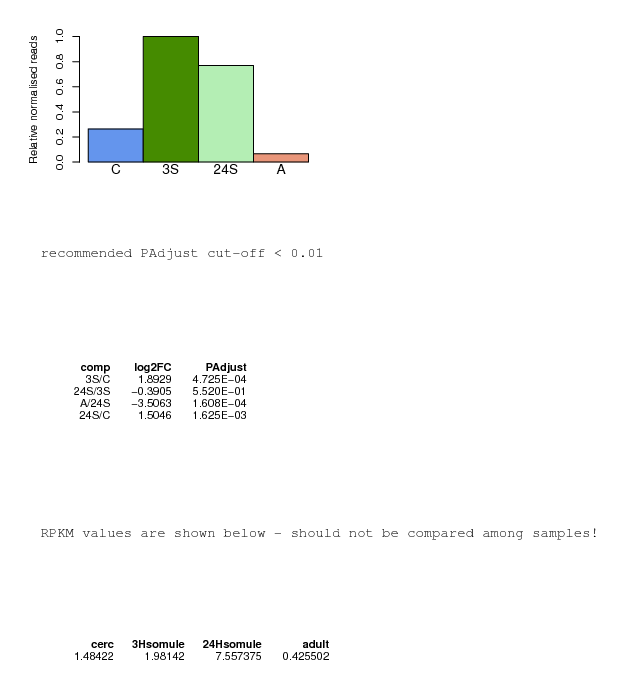 Relative normalised reads
1.0
0.8
0.6
0.4
0.2
0.0
C 3S 24S A
recommended PAdjust cut-off < 0.01
comp log2FC PAdjust
3S/C 1.8929 4.725E-04
24S/3S -0.3905 5.520E-01
A/24S -3.5063 1.608E-04
24S/C 1.5046 1.625E-03
RPKM values are shown below - should not be compared among samples!
cerc 3Hsomule 24Hsomule adult
1.48422 1.98142 7.557375 0.425502